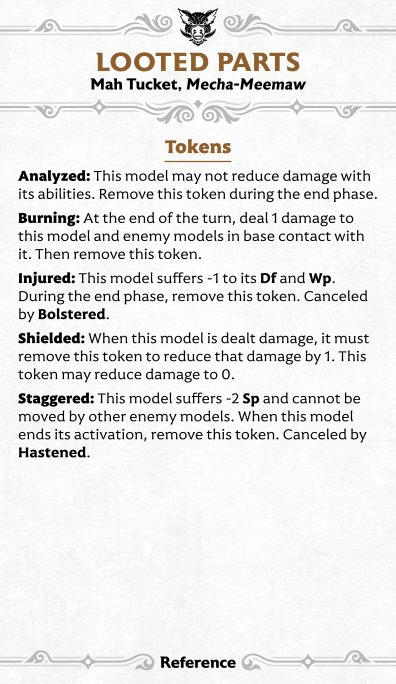 LOOTED PARTS
Mah Tucket, Mecha-Meemaw
Tokens
Analyzed: This model may not reduce damage with
its abilities. Remove this token during the end phase.
Burning: At the end of the turn, deal 1 damage to
this model and enemy models in base contact with
it. Then remove this token.
Injured: This model suffers -1 to its Df and Wp.
During the end phase, remove this token. Canceled
by Bolstered.
Shielded: When this model is dealt damage, it must
remove this token to reduce that damage by 1. This
token may reduce damage to 0.
Staggered: This model suffers -2 Sp and cannot be
moved by other enemy models. When this model
ends its activation, remove this token. Canceled by
Hastened.
Reference